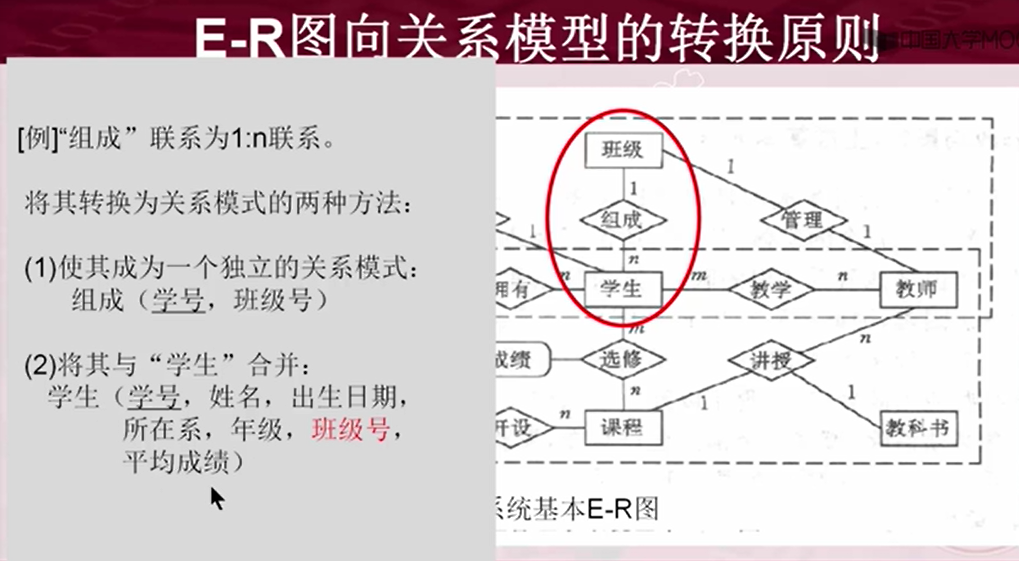 E-R图向关系模型的转换原则
中国大学MOO
[例]“组成”联系为1:n联系。
将其转换为关系模式的两种方法：
(1)使其成为一个独立的关系模式：
组成（学号，班级号）
(2)将其与“学生”合并：
学生（学号，姓名，出生日期，
所在系，年级，班级号，
平均成绩）
班级
1
1
组成
管理
1
1
n
n
学生
m
教学
n
教师
拥有
m
n
成绩
选修
讲授
n
1
1
开设
n
课程
教科书
系统基本E-R图